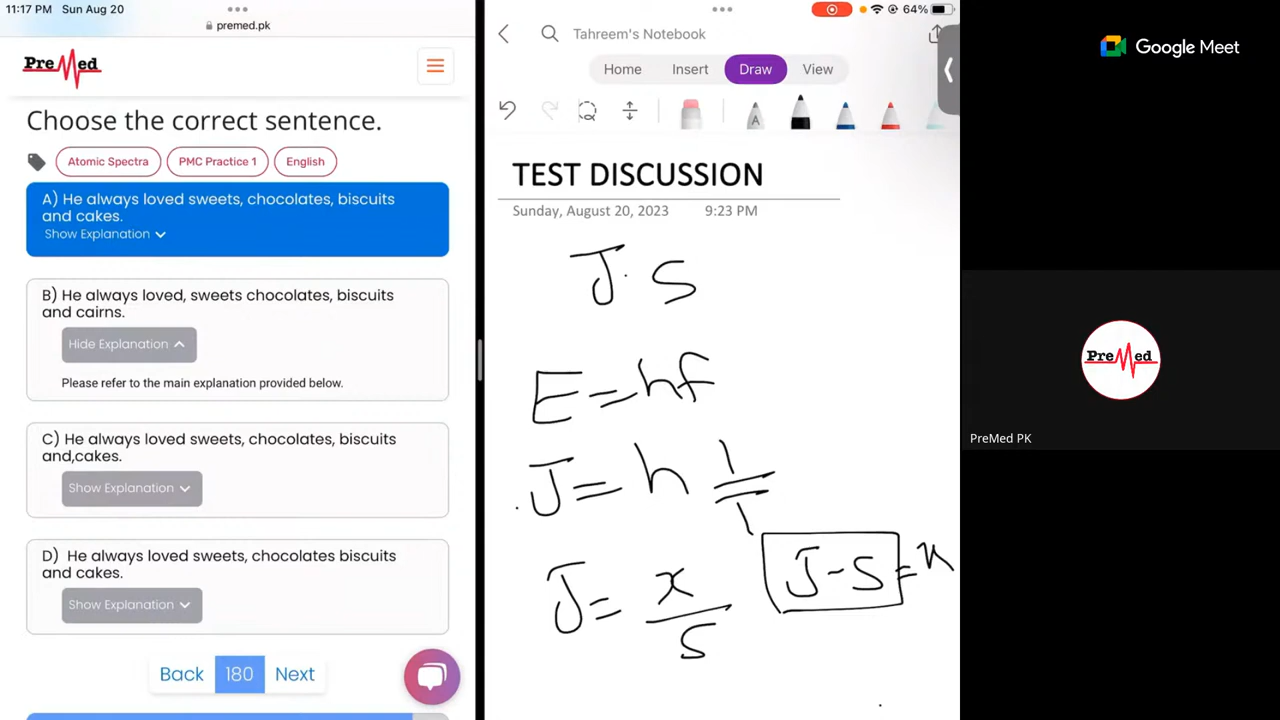 11:17 PM Sun Aug 20
premed.pk
PreMed
Choose the correct sentence.
Atomic Spectra
PMC Practice 1
English
A) He always loved sweets, chocolates, biscuits
and cakes.
Show Explanation
B) He always loved, sweets chocolates, biscuits
and cairns.
Hide Explanation
Please refer to the main explanation provided below.
C) He always loved sweets, chocolates, biscuits
and,cakes.
Show Explanation
D) He always loved sweets, chocolates biscuits
and cakes.
Show Explanation
Back 180 Next
64%
Tahreem's Notebook
Home Insert Draw View
A
TEST DISCUSSION
Sunday, August 20, 2023 9:23 PM
J. S
E = hf
J = h
J = x/s
J-S = x
Google Meet
PreMed
PreMed PK